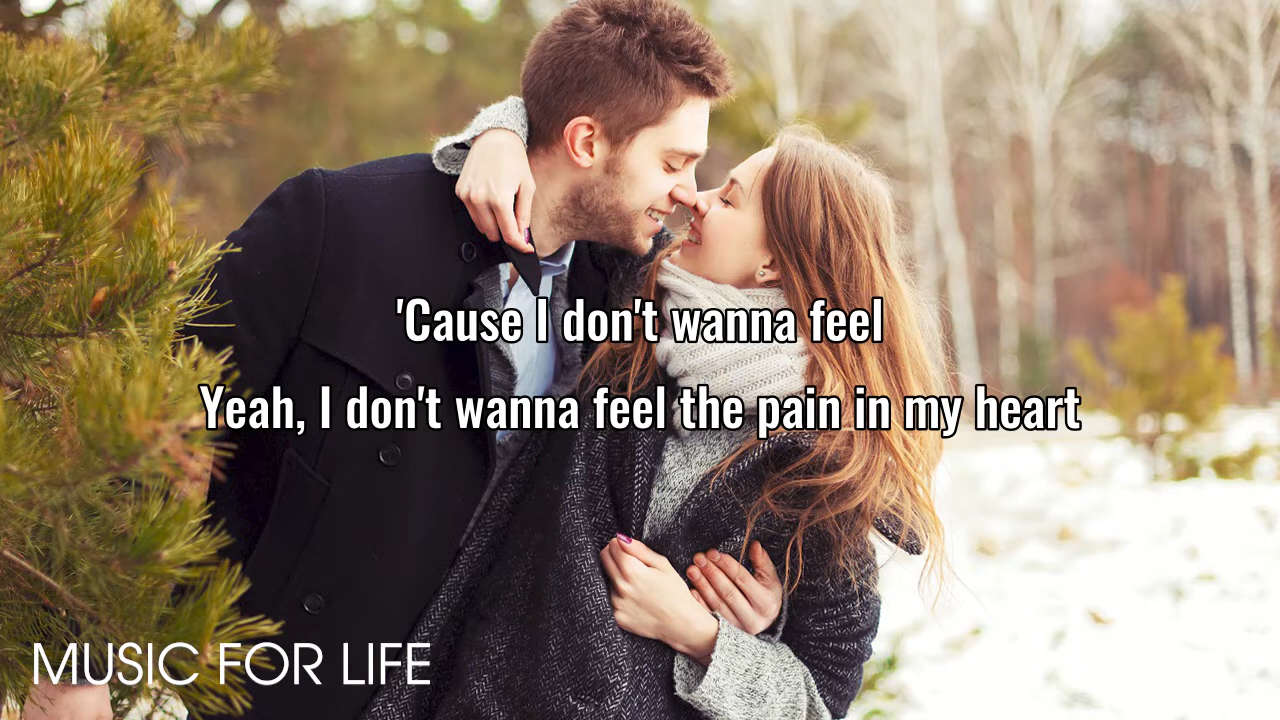 'Cause I don't wanna feel
Yeah, I don't wanna feel the pain in my heart
MUSIC FOR LIFE